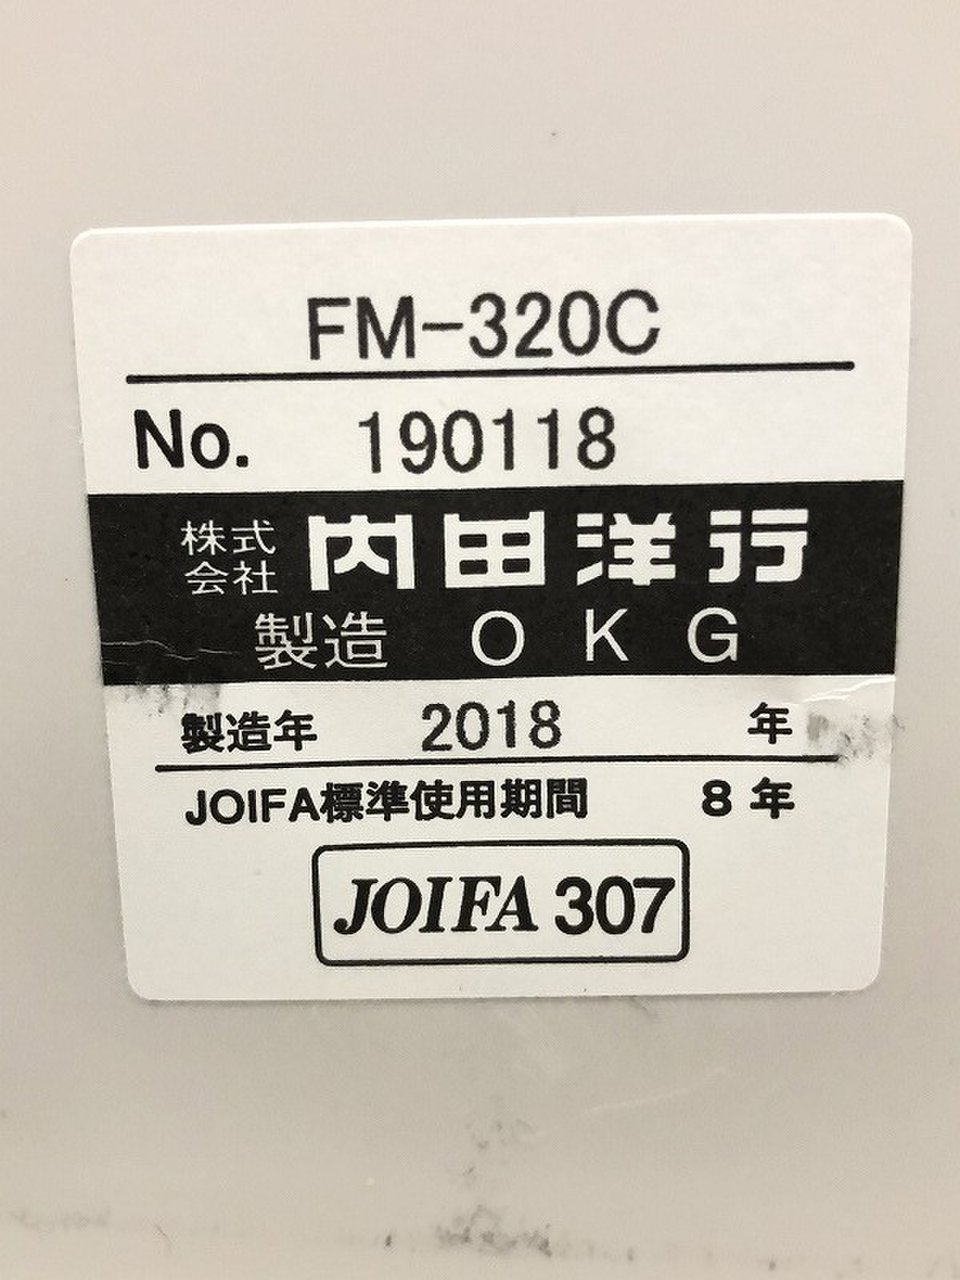 FM-320C
No. 190118
株式会社 内田洋行
製造 OKG
製造年 2018 年
JOIFA標準使用期間 8年
JOIFA 307